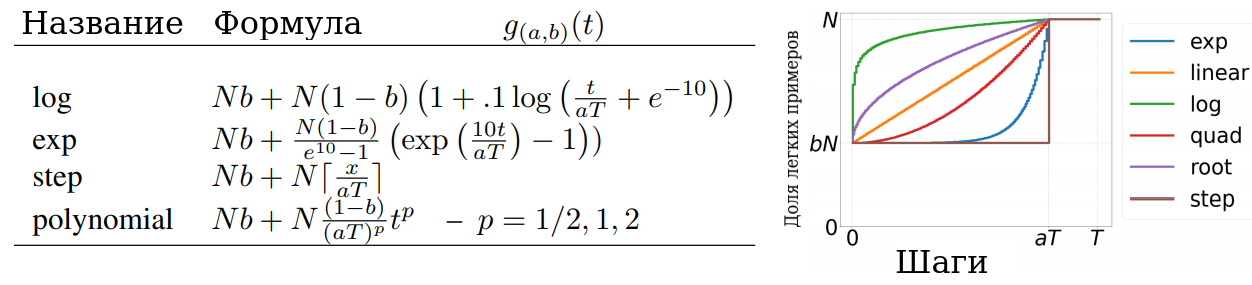 Название Формула g_{(a,b)}(t)
log Nb + N(1 − b) (1 + .1 log (t/aT + e^{−10}))
exp Nb + N(1−b)/e^{10}−1 (exp (10t/aT) − 1))
step Nb + N⌈x/aT⌉
polynomial Nb + N (1−b)/(aT)^p t^p – p = 1/2, 1, 2
Доля легких примеров
N
bN
0
0 aT T
Шаги
exp
linear
log
quad
root
step